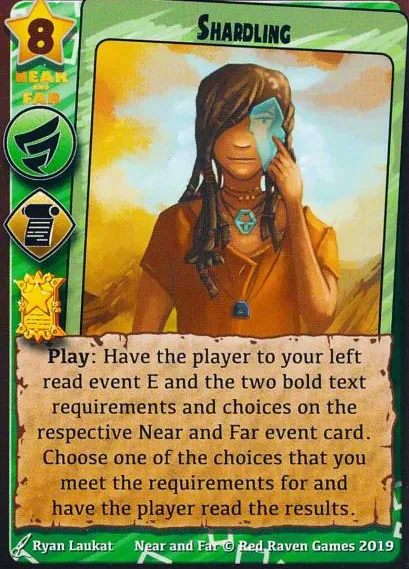 8
SHARDLING
NEAR
AND
FAR
Play: Have the player to your left
read event E and the two bold text
requirements and choices on the
respective Near and Far event card.
Choose one of the choices that you
meet the requirements for and
have the player read the results.
Ryan Laukat Near and Far © Red Raven Games 2019